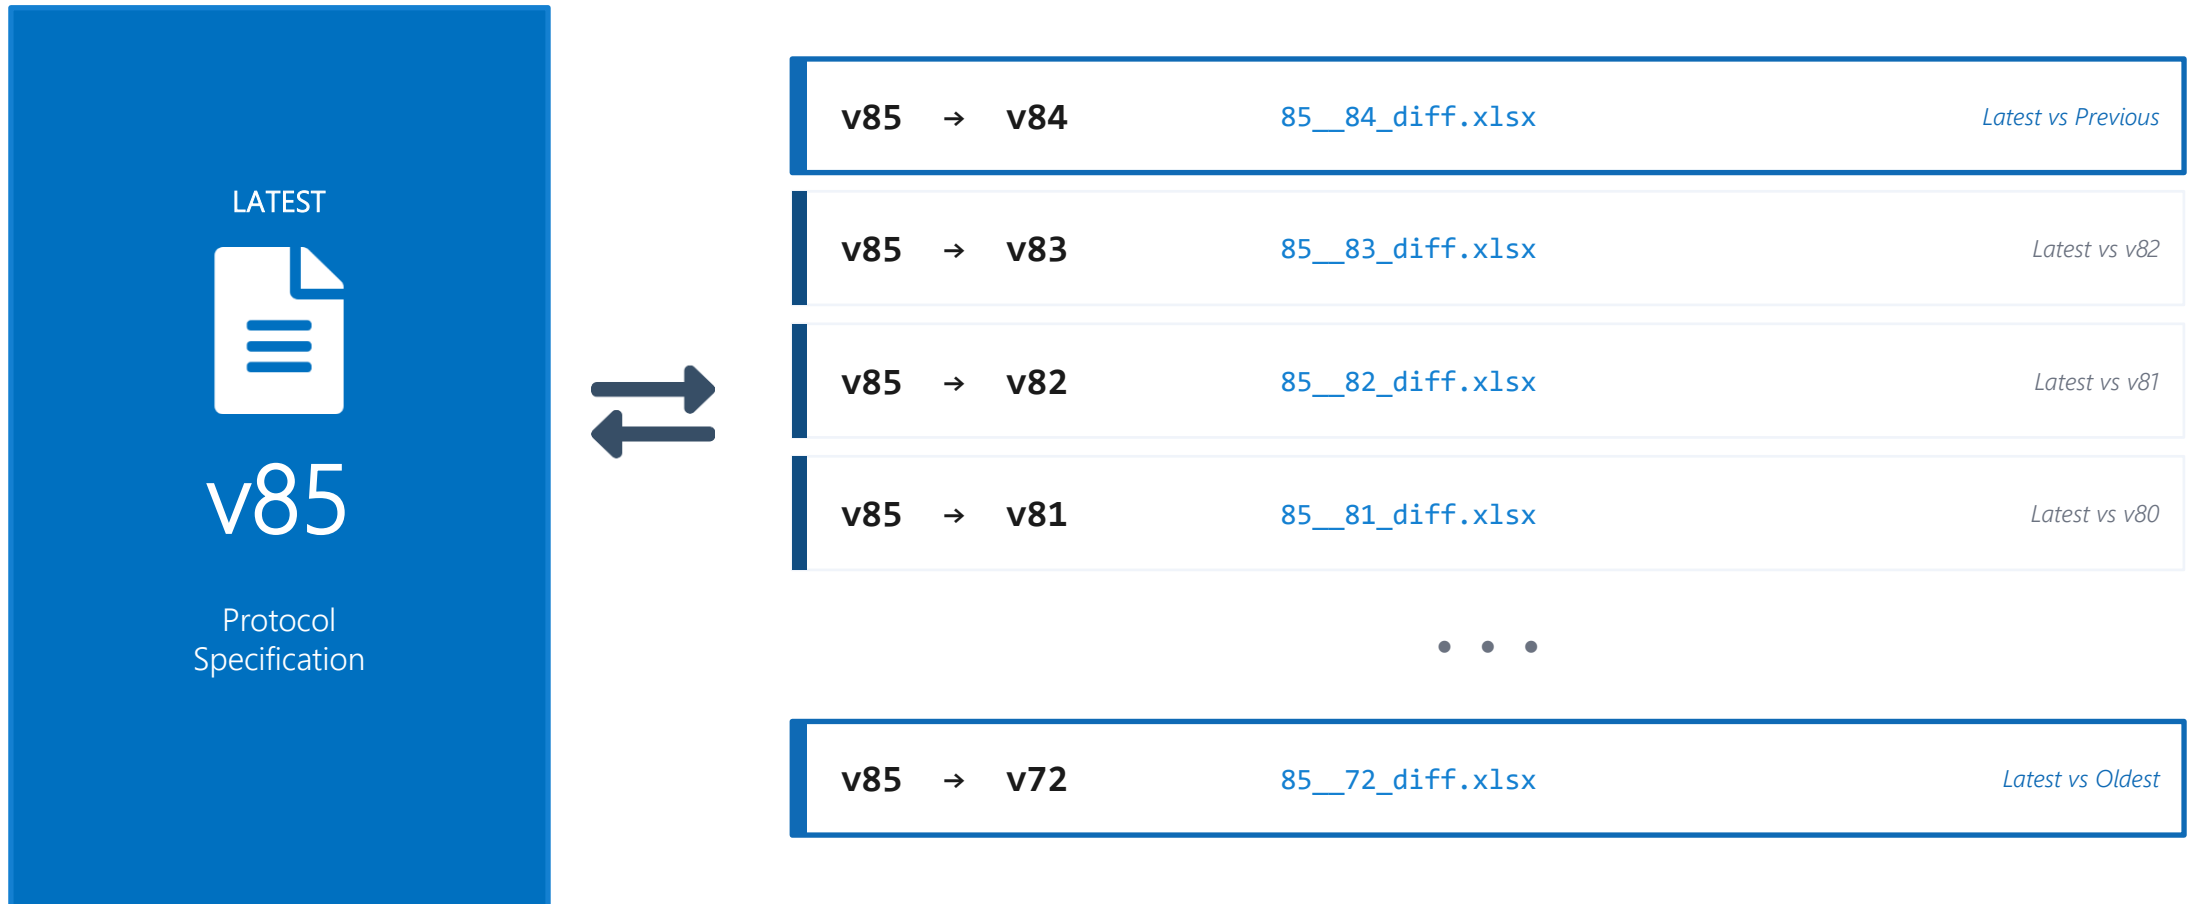 LATEST
v85
Protocol
Specification
v85 → v84 85__84_diff.xlsx Latest vs Previous
v85 → v83 85__83_diff.xlsx Latest vs v82
v85 → v82 85__82_diff.xlsx Latest vs v81
v85 → v81 85__81_diff.xlsx Latest vs v80
• • •
v85 → v72 85__72_diff.xlsx Latest vs Oldest